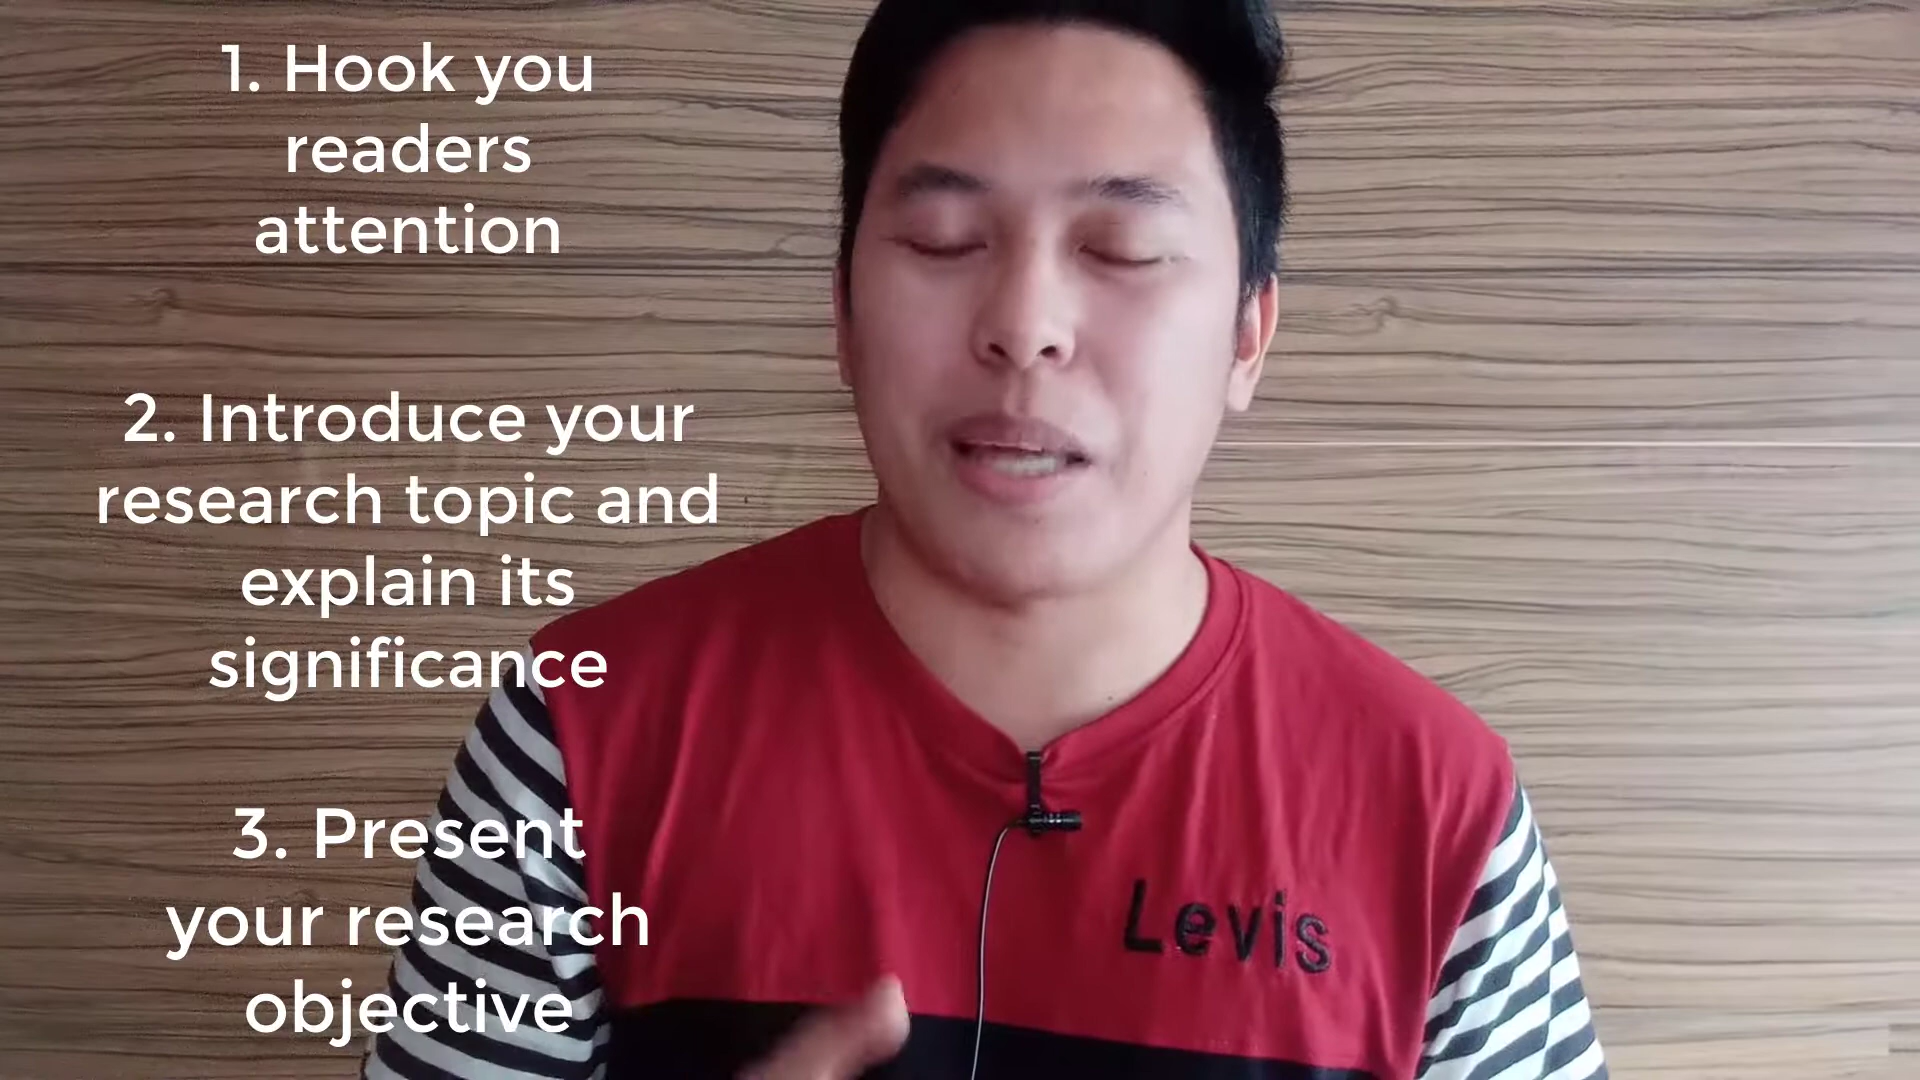 1. Hook you
readers
attention
2. Introduce your
research topic and
explain its
significance
3. Present
your research
objective
Levis